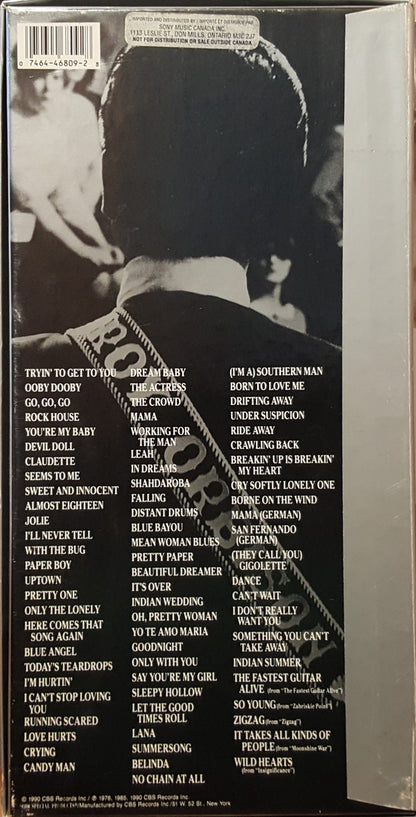 IMPORTED AND DISTRIBUTED BY / IMPORTÉ ET DISTRIBUÉ PAR
SONY MUSIC CANADA INC.
1113 LESLIE ST., DON MILLS, ONTARIO M3C 2J7
NOT FOR DISTRIBUTION OR SALE OUTSIDE CANADA
0 7464-46809-2 8
ROY ORBISON
TRYIN' TO GET TO YOU
OOBY DOOBY
GO, GO, GO
ROCK HOUSE
YOU'RE MY BABY
DEVIL DOLL
CLAUDETTE
SEEMS TO ME
SWEET AND INNOCENT
ALMOST EIGHTEEN
JOLIE
I'LL NEVER TELL
WITH THE BUG
PAPER BOY
UPTOWN
PRETTY ONE
ONLY THE LONELY
HERE COMES THAT
SONG AGAIN
BLUE ANGEL
TODAY'S TEARDROPS
I'M HURTIN'
I CAN'T STOP LOVING
YOU
RUNNING SCARED
LOVE HURTS
CRYING
CANDY MAN
DREAM BABY
THE ACTRESS
THE CROWD
MAMA
WORKING FOR
THE MAN
LEAH
IN DREAMS
SHAHDAROBA
FALLING
DISTANT DRUMS
BLUE BAYOU
MEAN WOMAN BLUES
PRETTY PAPER
BEAUTIFUL DREAMER
IT'S OVER
INDIAN WEDDING
OH, PRETTY WOMAN
YO TE AMO MARIA
GOODNIGHT
ONLY WITH YOU
SAY YOU'RE MY GIRL
SLEEPY HOLLOW
LET THE GOOD
TIMES ROLL
LANA
SUMMERSONG
BELINDA
NO CHAIN AT ALL
(I'M A) SOUTHERN MAN
BORN TO LOVE ME
DRIFTING AWAY
UNDER SUSPICION
RIDE AWAY
CRAWLING BACK
BREAKIN' UP IS BREAKIN'
MY HEART
CRY SOFTLY LONELY ONE
BORNE ON THE WIND
MAMA (GERMAN)
SAN FERNANDO
(GERMAN)
(THEY CALL YOU)
GIGOLETTE
DANCE
CAN'T WAIT
I DON'T REALLY
WANT YOU
SOMETHING YOU CAN'T
TAKE AWAY
INDIAN SUMMER
THE FASTEST GUITAR
ALIVE (from "The Fastest Guitar Alive")
SO YOUNG (from "Zabriskie Point")
ZIGZAG (from "Zigzag")
IT TAKES ALL KINDS OF
PEOPLE (from "Moonshine War")
WILD HEARTS
(from "Insignificance")
© 1990 CBS Records Inc./ ℗ 1976, 1985, 1990 CBS Records Inc.
/Manufactured by CBS Records Inc./51 W. 52 St., New York